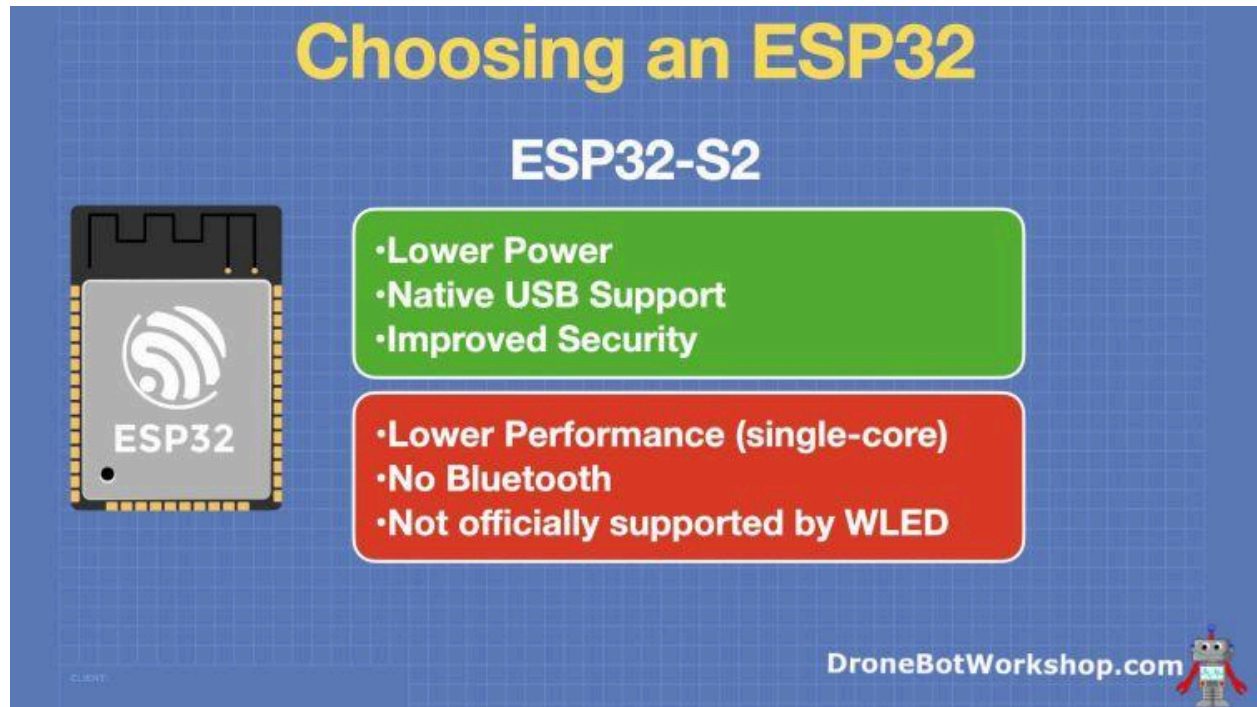 Choosing an ESP32
ESP32-S2
•Lower Power
•Native USB Support
•Improved Security
ESP32
•Lower Performance (single-core)
•No Bluetooth
•Not officially supported by WLED
DroneBotWorkshop.com
CLIENT: